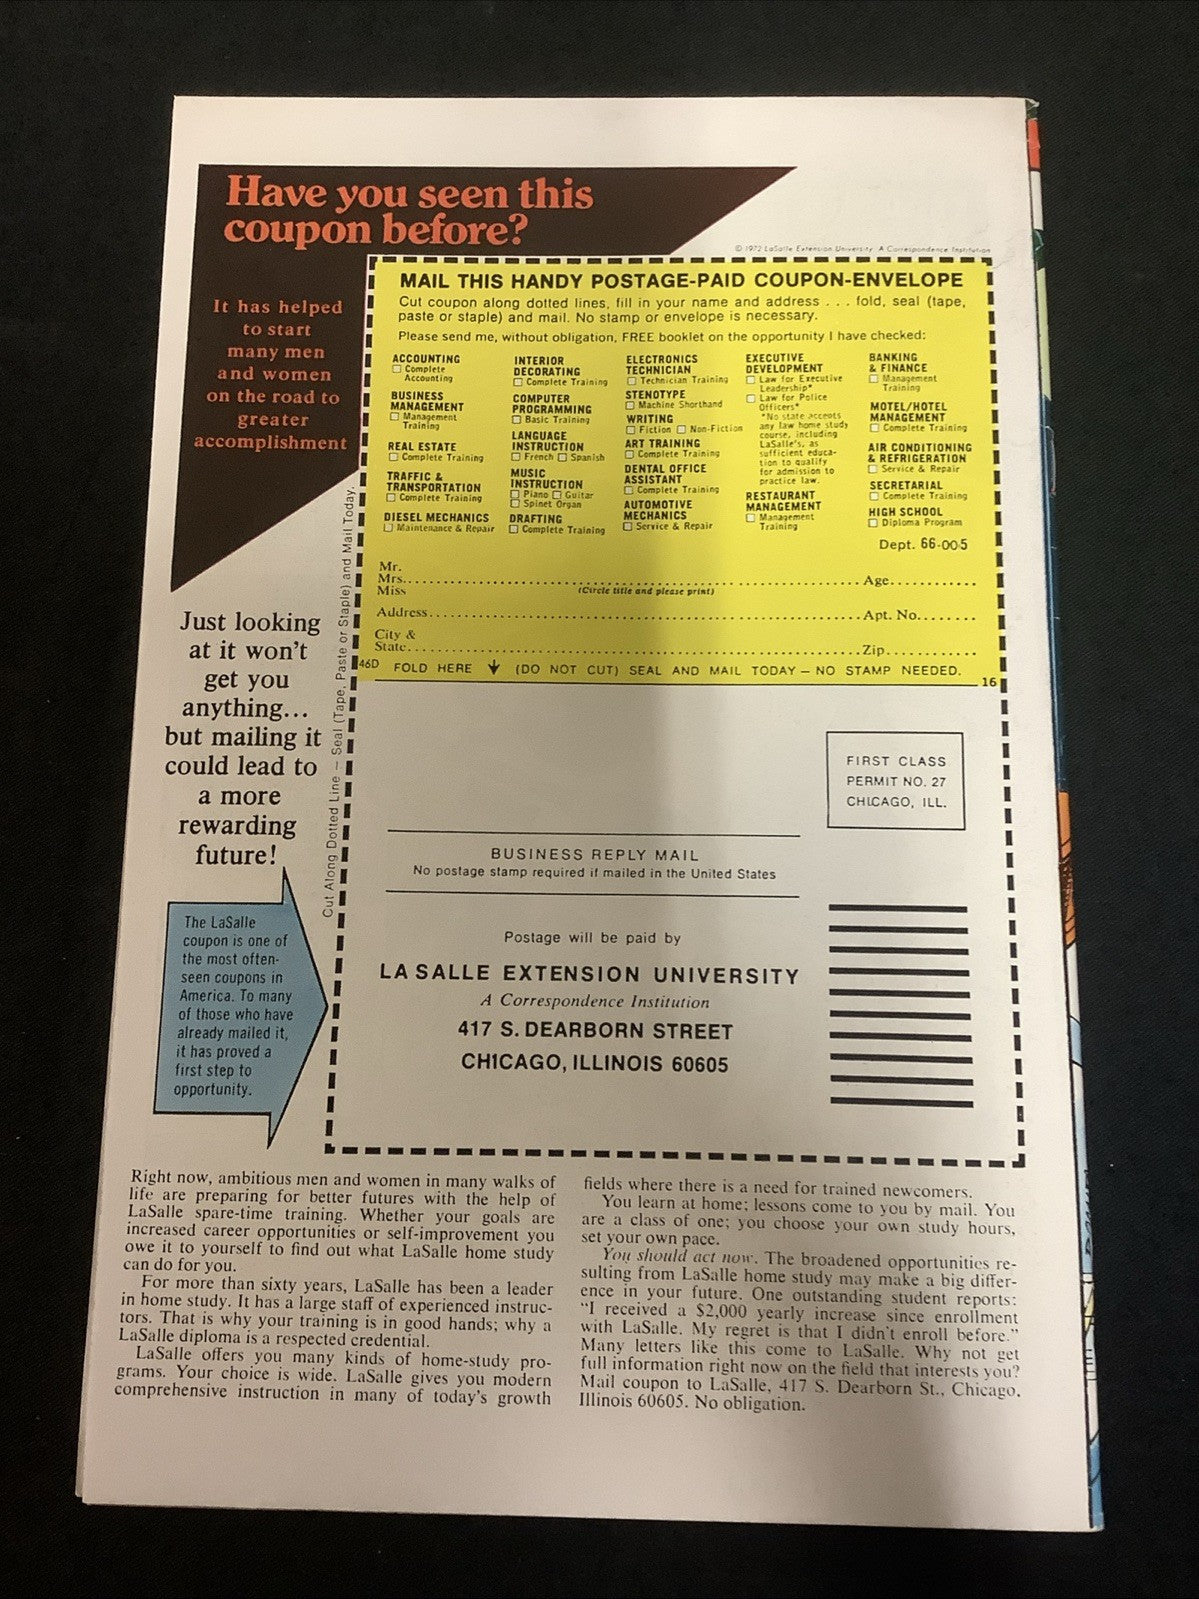 Have you seen this
coupon before?
It has helped
to start
many men
and women
on the road to
greater
accomplishment
Just looking
at it won't
get you
anything...
but mailing it
could lead to
a more
rewarding
future!
The LaSalle
coupon is one of
the most often-
seen coupons in
America. To many
of those who have
already mailed it,
it has proved a
first step to
opportunity.
Cut Along Dotted Line – Seal (Tape, Paste or Staple) and Mail Today.
© 1972 LaSalle Extension University A Correspondence Institution
MAIL THIS HANDY POSTAGE-PAID COUPON-ENVELOPE
Cut coupon along dotted lines, fill in your name and address . . . fold, seal (tape,
paste or staple) and mail. No stamp or envelope is necessary.
Please send me, without obligation, FREE booklet on the opportunity I have checked:
ACCOUNTING
☐ Complete
Accounting
BUSINESS
MANAGEMENT
☐ Management
Training
REAL ESTATE
☐ Complete Training
TRAFFIC &
TRANSPORTATION
☐ Complete Training
DIESEL MECHANICS
☐ Maintenance & Repair
INTERIOR
DECORATING
☐ Complete Training
COMPUTER
PROGRAMMING
☐ Basic Training
LANGUAGE
INSTRUCTION
☐ French ☐ Spanish
MUSIC
INSTRUCTION
☐ Piano ☐ Guitar
☐ Spinet Organ
DRAFTING
☐ Complete Training
ELECTRONICS
TECHNICIAN
☐ Technician Training
STENOTYPE
☐ Machine Shorthand
WRITING
☐ Fiction ☐ Non-Fiction
ART TRAINING
☐ Complete Training
DENTAL OFFICE
ASSISTANT
☐ Complete Training
AUTOMOTIVE
MECHANICS
☐ Service & Repair
EXECUTIVE
DEVELOPMENT
☐ Law for Executive
Leadership*
☐ Law for Police
Officers*
*No state accepts
any law home study
course, including
LaSalle's, as
sufficient educa-
tion to qualify
for admission to
practice law.
RESTAURANT
MANAGEMENT
☐ Management
Training
BANKING
& FINANCE
☐ Management
Training
MOTEL/HOTEL
MANAGEMENT
☐ Complete Training
AIR CONDITIONING
& REFRIGERATION
☐ Service & Repair
SECRETARIAL
☐ Complete Training
HIGH SCHOOL
☐ Diploma Program
Dept. 66-005
Mr.
Mrs. Age
Miss (Circle title and please print)
Address Apt. No.
City &
State Zip
46D FOLD HERE (DO NOT CUT) SEAL AND MAIL TODAY – NO STAMP NEEDED.
16
FIRST CLASS
PERMIT NO. 27
CHICAGO, ILL.
BUSINESS REPLY MAIL
No postage stamp required if mailed in the United States
Postage will be paid by
LA SALLE EXTENSION UNIVERSITY
A Correspondence Institution
417 S. DEARBORN STREET
CHICAGO, ILLINOIS 60605
Right now, ambitious men and women in many walks of
life are preparing for better futures with the help of
LaSalle spare-time training. Whether your goals are
increased career opportunities or self-improvement you
owe it to yourself to find out what LaSalle home study
can do for you.
For more than sixty years, LaSalle has been a leader
in home study. It has a large staff of experienced instruc-
tors. That is why your training is in good hands; why a
LaSalle diploma is a respected credential.
LaSalle offers you many kinds of home-study pro-
grams. Your choice is wide. LaSalle gives you modern
comprehensive instruction in many of today's growth
fields where there is a need for trained newcomers.
You learn at home; lessons come to you by mail. You
are a class of one; you choose your own study hours,
set your own pace.
You should act now. The broadened opportunities re-
sulting from LaSalle home study may make a big differ-
ence in your future. One outstanding student reports:
"I received a $2,000 yearly increase since enrollment
with LaSalle. My regret is that I didn't enroll before."
Many letters like this come to LaSalle. Why not get
full information right now on the field that interests you?
Mail coupon to LaSalle, 417 S. Dearborn St., Chicago,
Illinois 60605. No obligation.